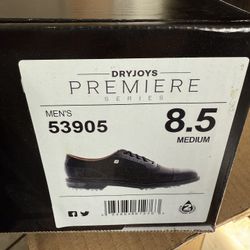 DRYJOYS
PREMIERE
SERIES
MEN'S
53905
8.5
MEDIUM